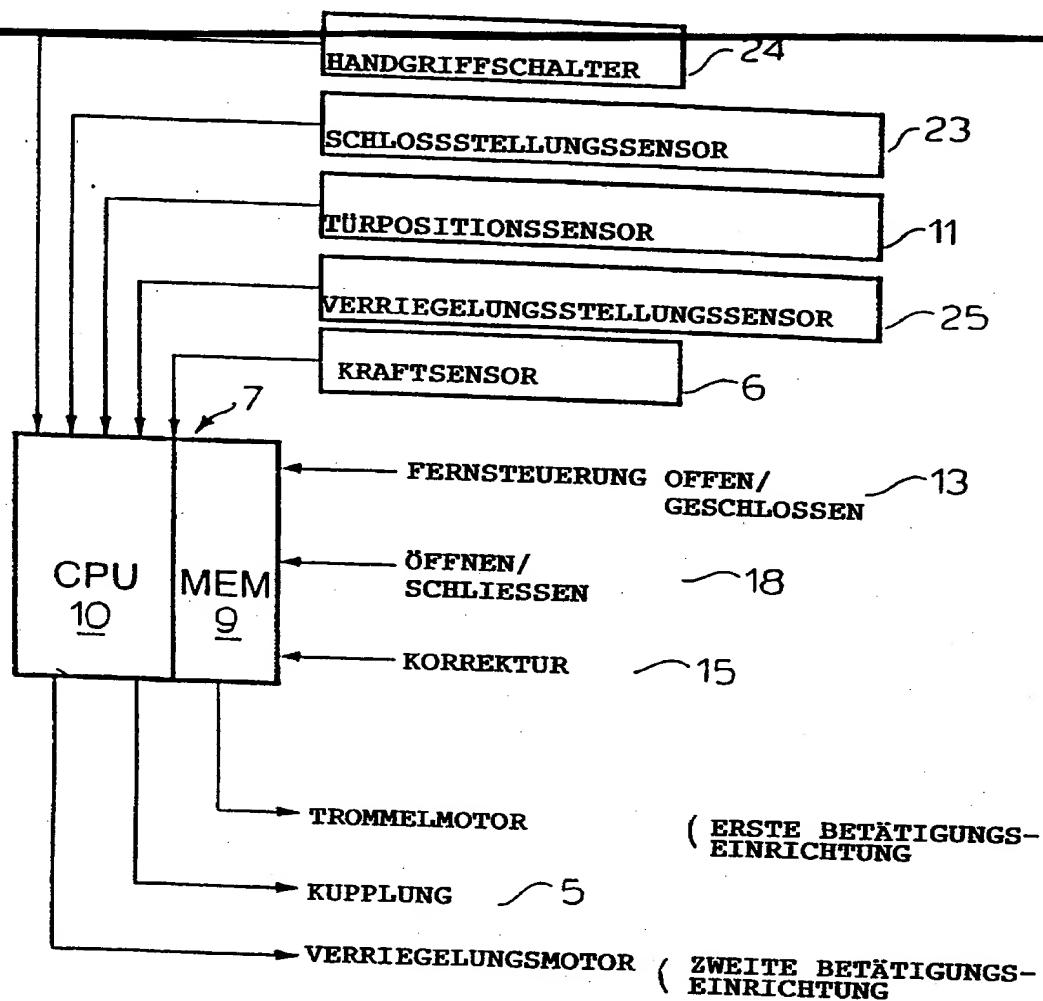 HANDGRIFFSCHALTER 24
SCHLOSSSTELLUNGSSENSOR 23
TÜRPOSITIONSSENSOR 11
VERRIEGELUNGSSTELLUNGSSENSOR 25
KRAFTSENSOR 6
7
FERNSTEUERUNG OFFEN/ 13
GESCHLOSSEN
CPU MEM
10 9
ÖFFNEN/ 18
SCHLIESSEN
KORREKTUR 15
TROMMELMOTOR ( ERSTE BETÄTIGUNGS-
EINRICHTUNG
KUPPLUNG 5
VERRIEGELUNGSMOTOR ( ZWEITE BETÄTIGUNGS-
EINRICHTUNG